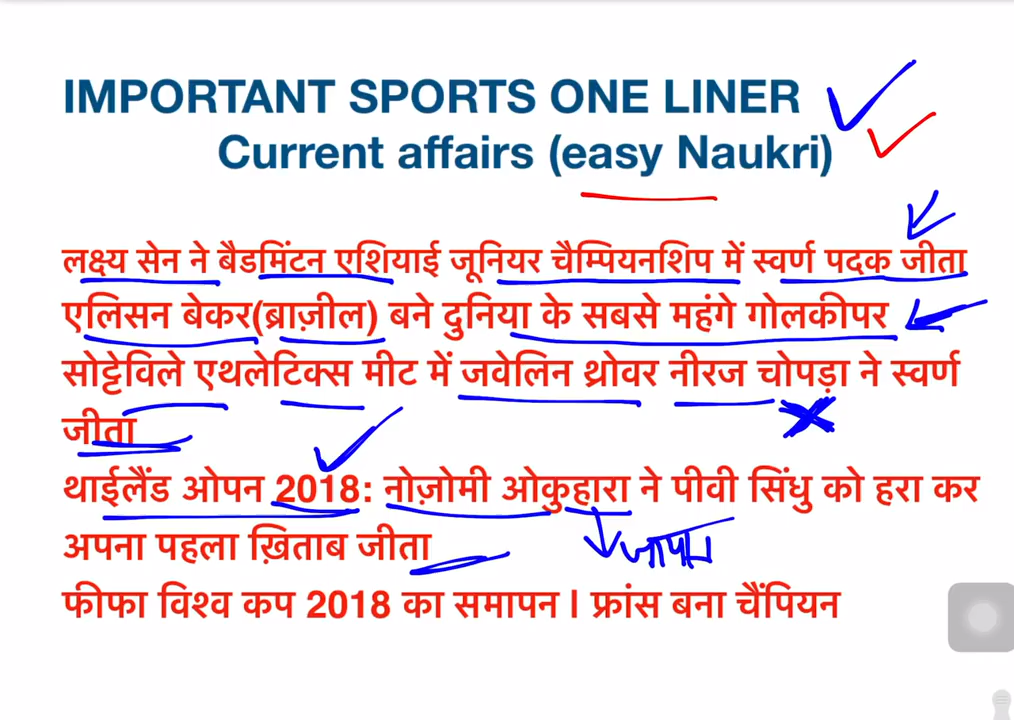 IMPORTANT SPORTS ONE LINER
Current affairs (easy Naukri)
लक्ष्य सेन ने बैडमिंटन एशियाई जूनियर चैम्पियनशिप में स्वर्ण पदक जीता
एलिसन बेकर(ब्राज़ील) बने दुनिया के सबसे महंगे गोलकीपर
सोट्टेविले एथलेटिक्स मीट में जवेलिन थ्रोवर नीरज चोपड़ा ने स्वर्ण
जीता
थाईलैंड ओपन 2018: नोज़ोमी ओकुहारा ने पीवी सिंधु को हरा कर
अपना पहला ख़िताब जीता
जापान
फीफा विश्व कप 2018 का समापन | फ्रांस बना चैंपियन